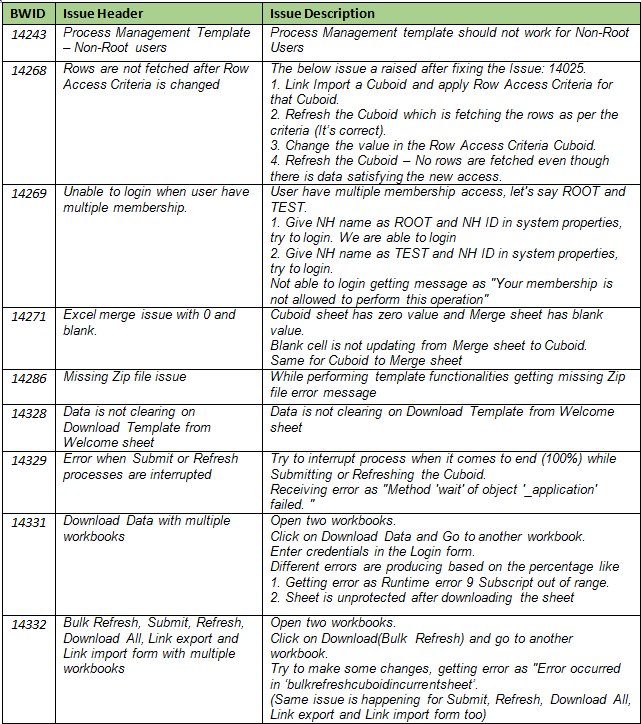 BWID Issue Header Issue Description
14243 Process Management Template Process Management template should not work for Non-Root
– Non-Root users Users
14268 Rows are not fetched after Row The below issue a raised after fixing the Issue: 14025.
Access Criteria is changed 1. Link Import a Cuboid and apply Row Access Criteria for
that Cuboid.
2. Refresh the Cuboid which is fetching the rows as per the
criteria (It's correct).
3. Change the value in the Row Access Criteria Cuboid.
4. Refresh the Cuboid – No rows are fetched even though
there is data satisfying the new access.
14269 Unable to login when user have User have multiple membership access, let's say ROOT and
multiple membership. TEST.
1. Give NH name as ROOT and NH ID in system properties,
try to login. We are able to login
2. Give NH name as TEST and NH ID in system properties,
try to login.
Not able to login getting message as "Your membership is
not allowed to perform this operation"
14271 Excel merge issue with 0 and Cuboid sheet has zero value and Merge sheet has blank
blank. value.
Blank cell is not updating from Merge sheet to Cuboid.
Same for Cuboid to Merge sheet
14286 Missing Zip file issue While performing template functionalities getting missing Zip
file error message
14328 Data is not clearing on Data is not clearing on Download Template from Welcome
Download Template from sheet
Welcome sheet
14329 Error when Submit or Refresh Try to interrupt process when it comes to end (100%) while
processes are interrupted Submitting or Refreshing the Cuboid.
Receiving error as "Method 'wait' of object '_application'
failed. "
14331 Download Data with multiple Open two workbooks.
workbooks Click on Download Data and Go to another workbook.
Enter credentials in the Login form.
Different errors are producing based on the percentage like
1. Getting error as Runtime error 9 Subscript out of range.
2. Sheet is unprotected after downloading the sheet
14332 Bulk Refresh, Submit, Refresh, Open two workbooks.
Download All, Link export and Click on Download(Bulk Refresh) and go to another
Link import form with multiple workbook.
workbooks Try to make some changes, getting error as "Error occurred
in 'bulkrefreshcuboidincurrentsheet'.
(Same issue is happening for Submit, Refresh, Download All,
Link export and Link import form too)